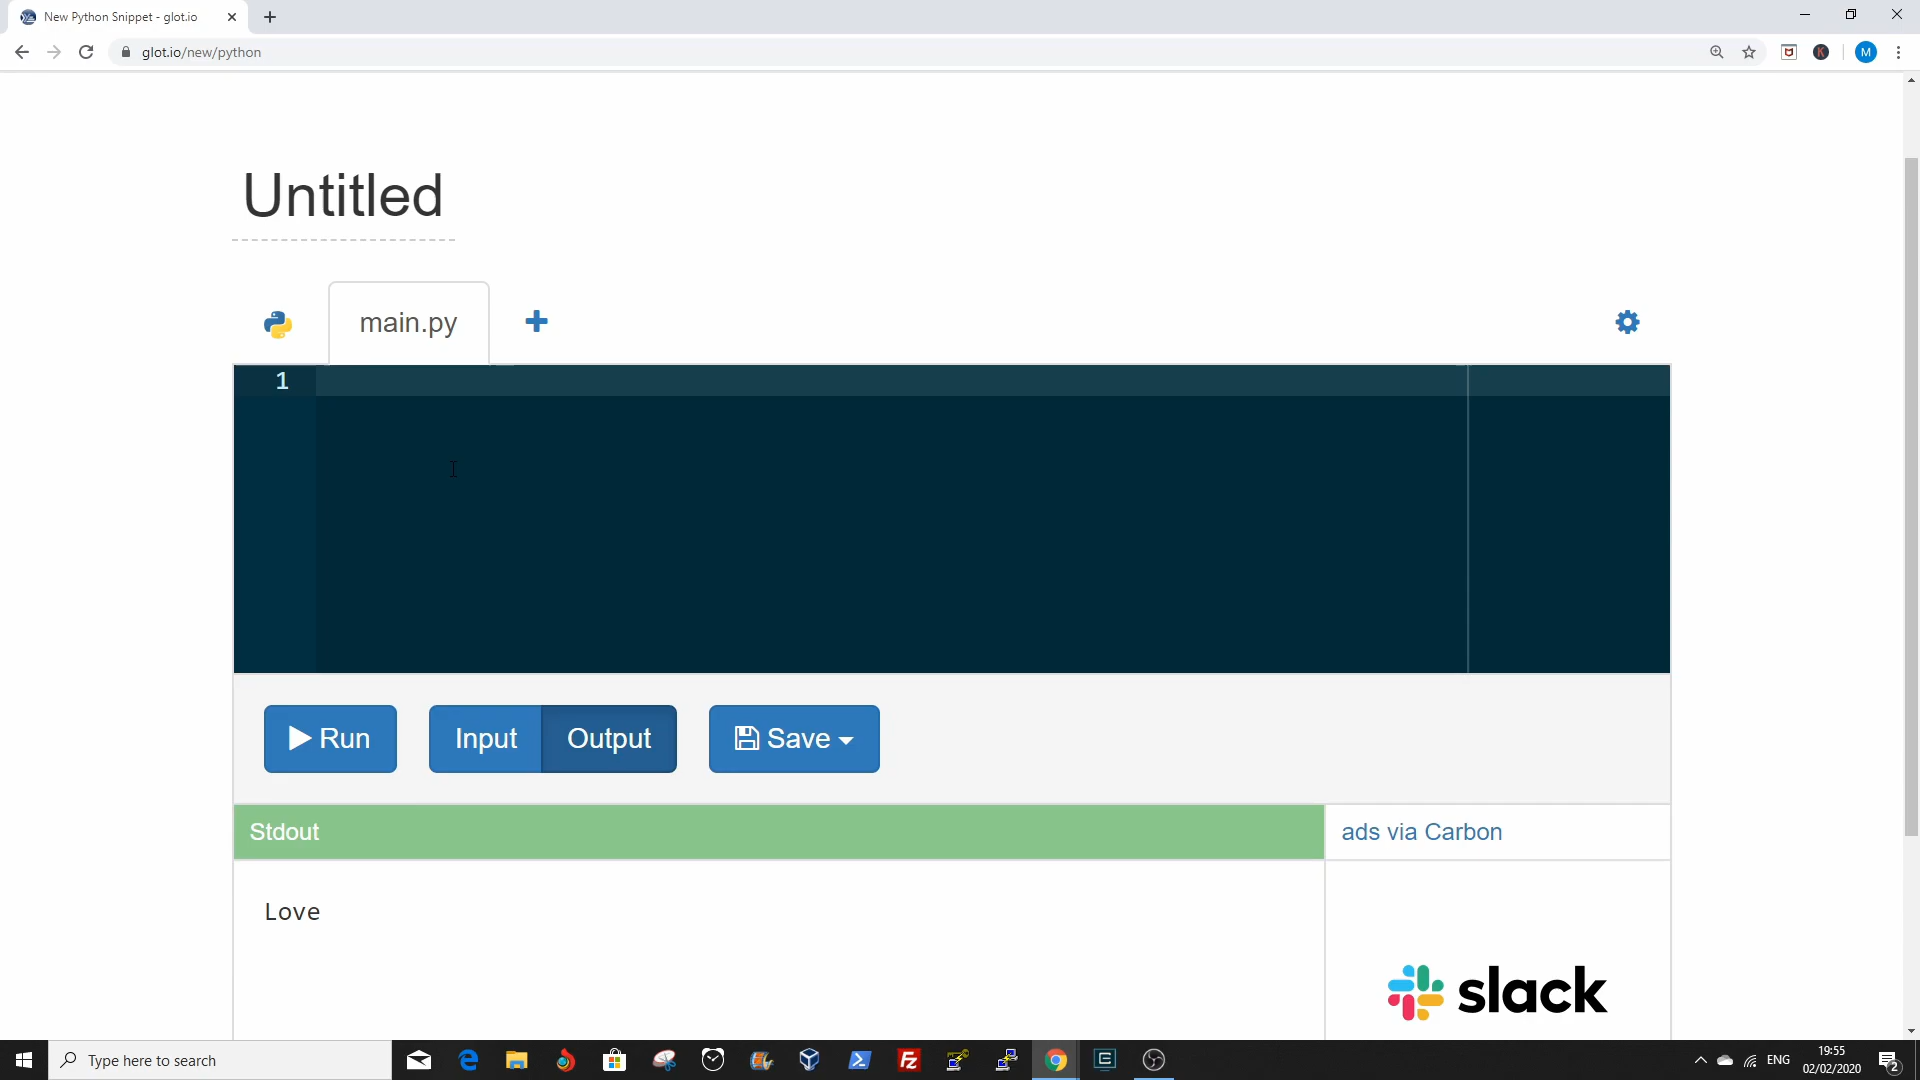 New Python Snippet - glot.io
glot.io/new/python
M
Untitled
main.py
1
Run
Input
Output
Save
Stdout
ads via Carbon
Love
slack
Type here to search
ENG
19:55
02/02/2020
2